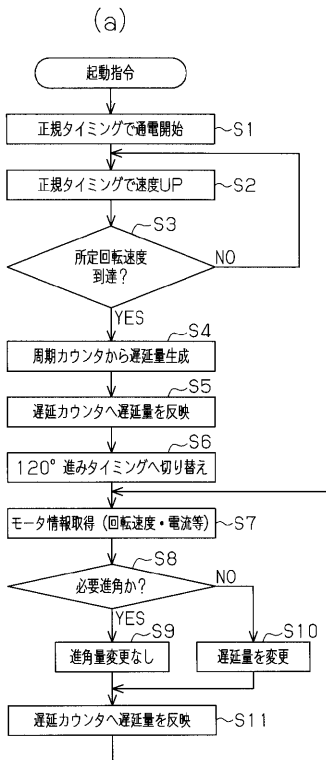 (a)
起動指令
正規タイミングで通電開始
S1
正規タイミングで速度UP
S2
S3
所定回転速度
到達?
NO
YES
S4
周期カウンタから遅延量生成
S5
遅延カウンタへ遅延量を反映
S6
120°進みタイミングへ切り替え
モータ情報取得(回転速度・電流等)
S7
S8
必要進角か?
NO
YES
S9
S10
進角量変更なし
遅延量を変更
遅延カウンタへ遅延量を反映
S11